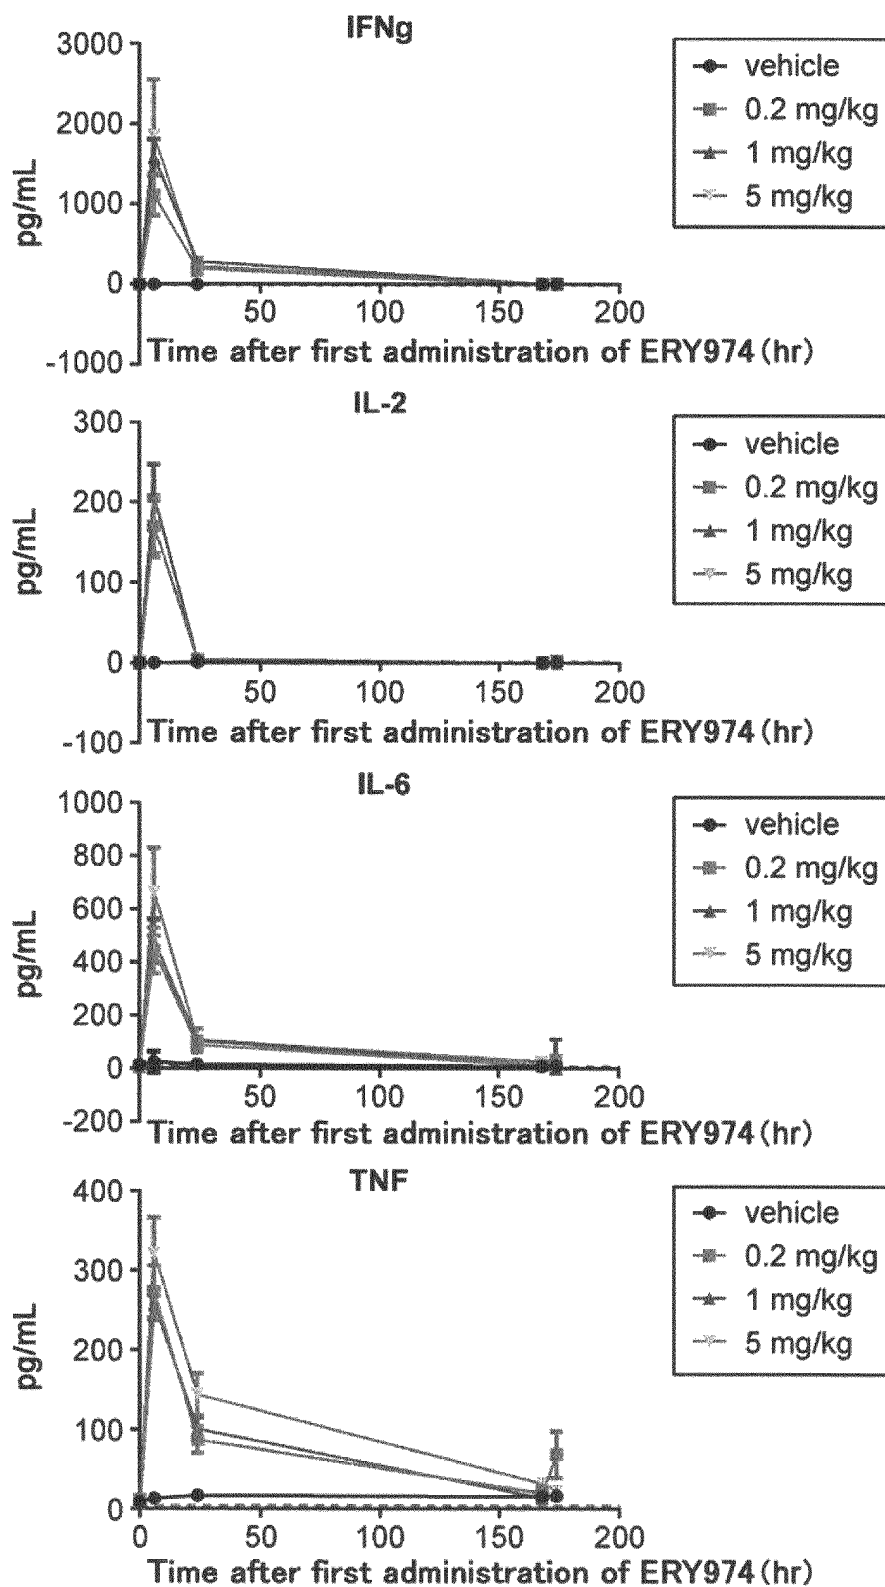 IFNg
3000
2000
1000
0
-1000
pg/mL
50 100 150 200
Time after first administration of ERY974 (hr)
vehicle
0.2 mg/kg
1 mg/kg
5 mg/kg
IL-2
300
200
100
0
-100
pg/mL
50 100 150 200
Time after first administration of ERY974 (hr)
vehicle
0.2 mg/kg
1 mg/kg
5 mg/kg
IL-6
1000
800
600
400
200
0
-200
pg/mL
50 100 150 200
Time after first administration of ERY974 (hr)
vehicle
0.2 mg/kg
1 mg/kg
5 mg/kg
TNF
400
300
200
100
0
pg/mL
0 50 100 150 200
Time after first administration of ERY974 (hr)
vehicle
0.2 mg/kg
1 mg/kg
5 mg/kg